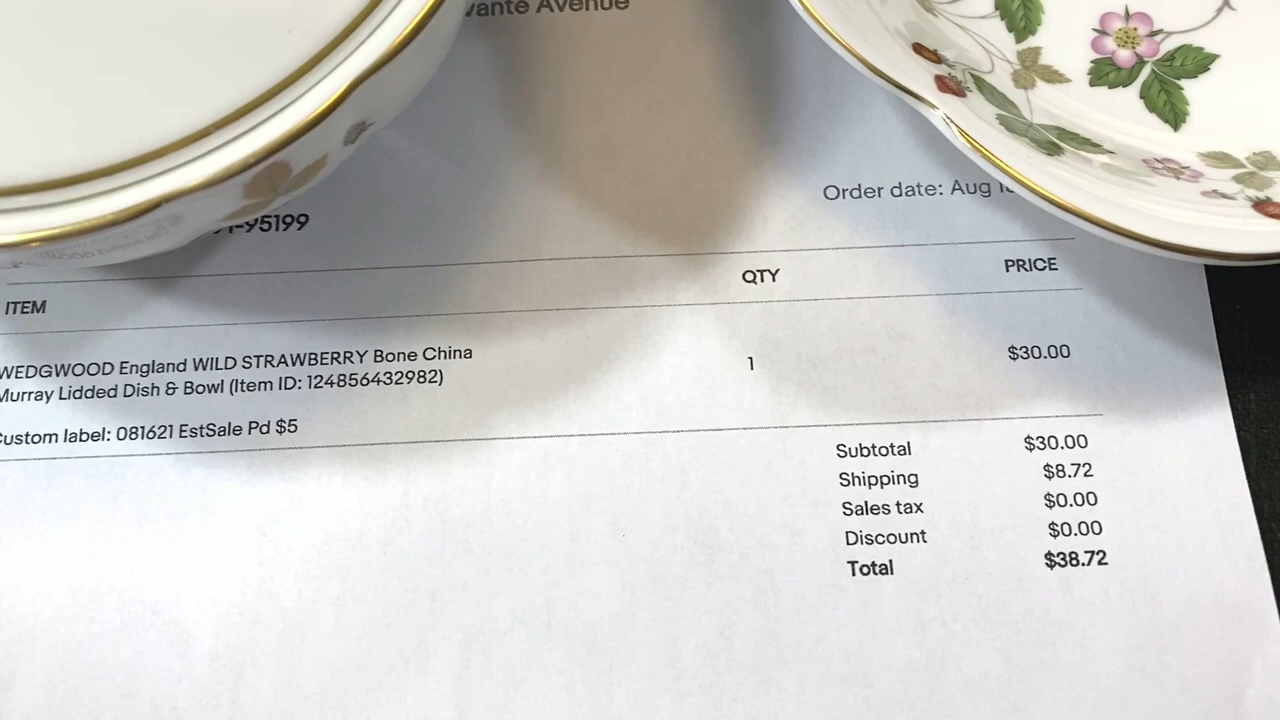 Avenue
Order date: Aug
ITEM QTY PRICE
WEDGWOOD England WILD STRAWBERRY Bone China 1 $30.00
Murray Lidded Dish & Bowl (Item ID: 124856432982)
Custom label: 081621 EstSale Pd $5
Subtotal $30.00
Shipping $8.72
Sales tax $0.00
Discount $0.00
Total $38.72